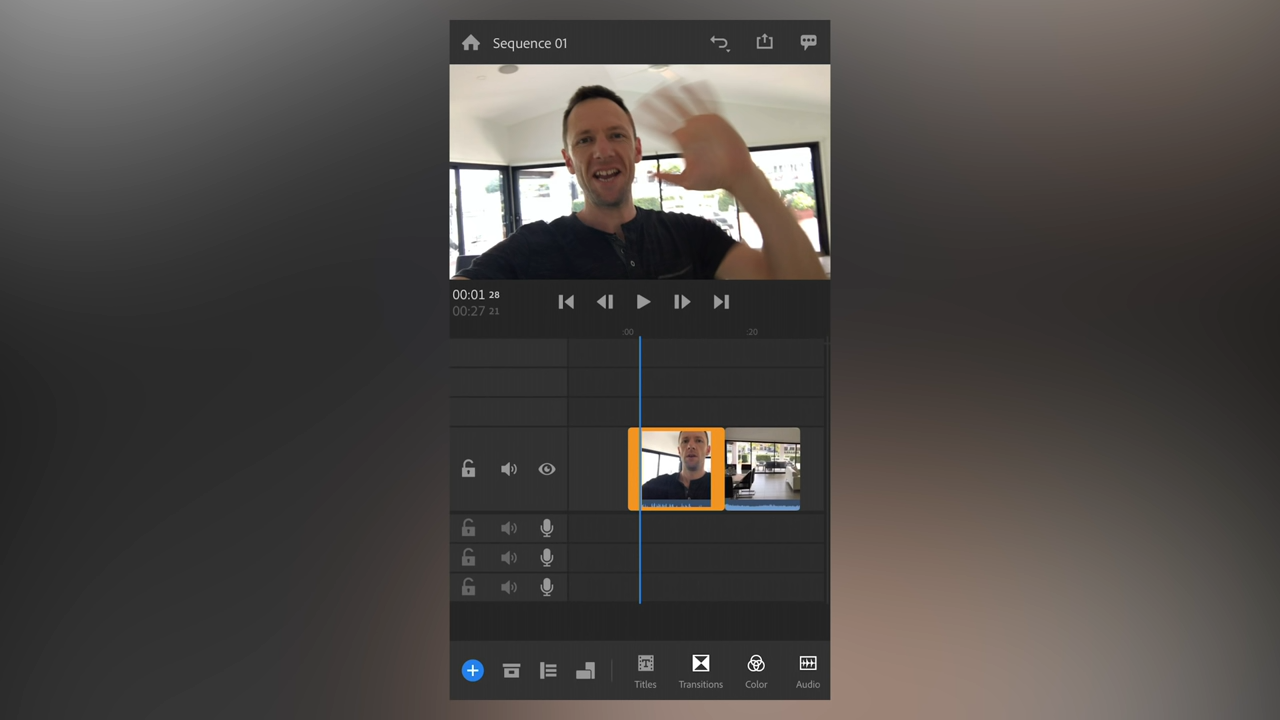 Sequence 01
00:01 28
00:27 21
:00 :20
Titles Transitions Color Audio